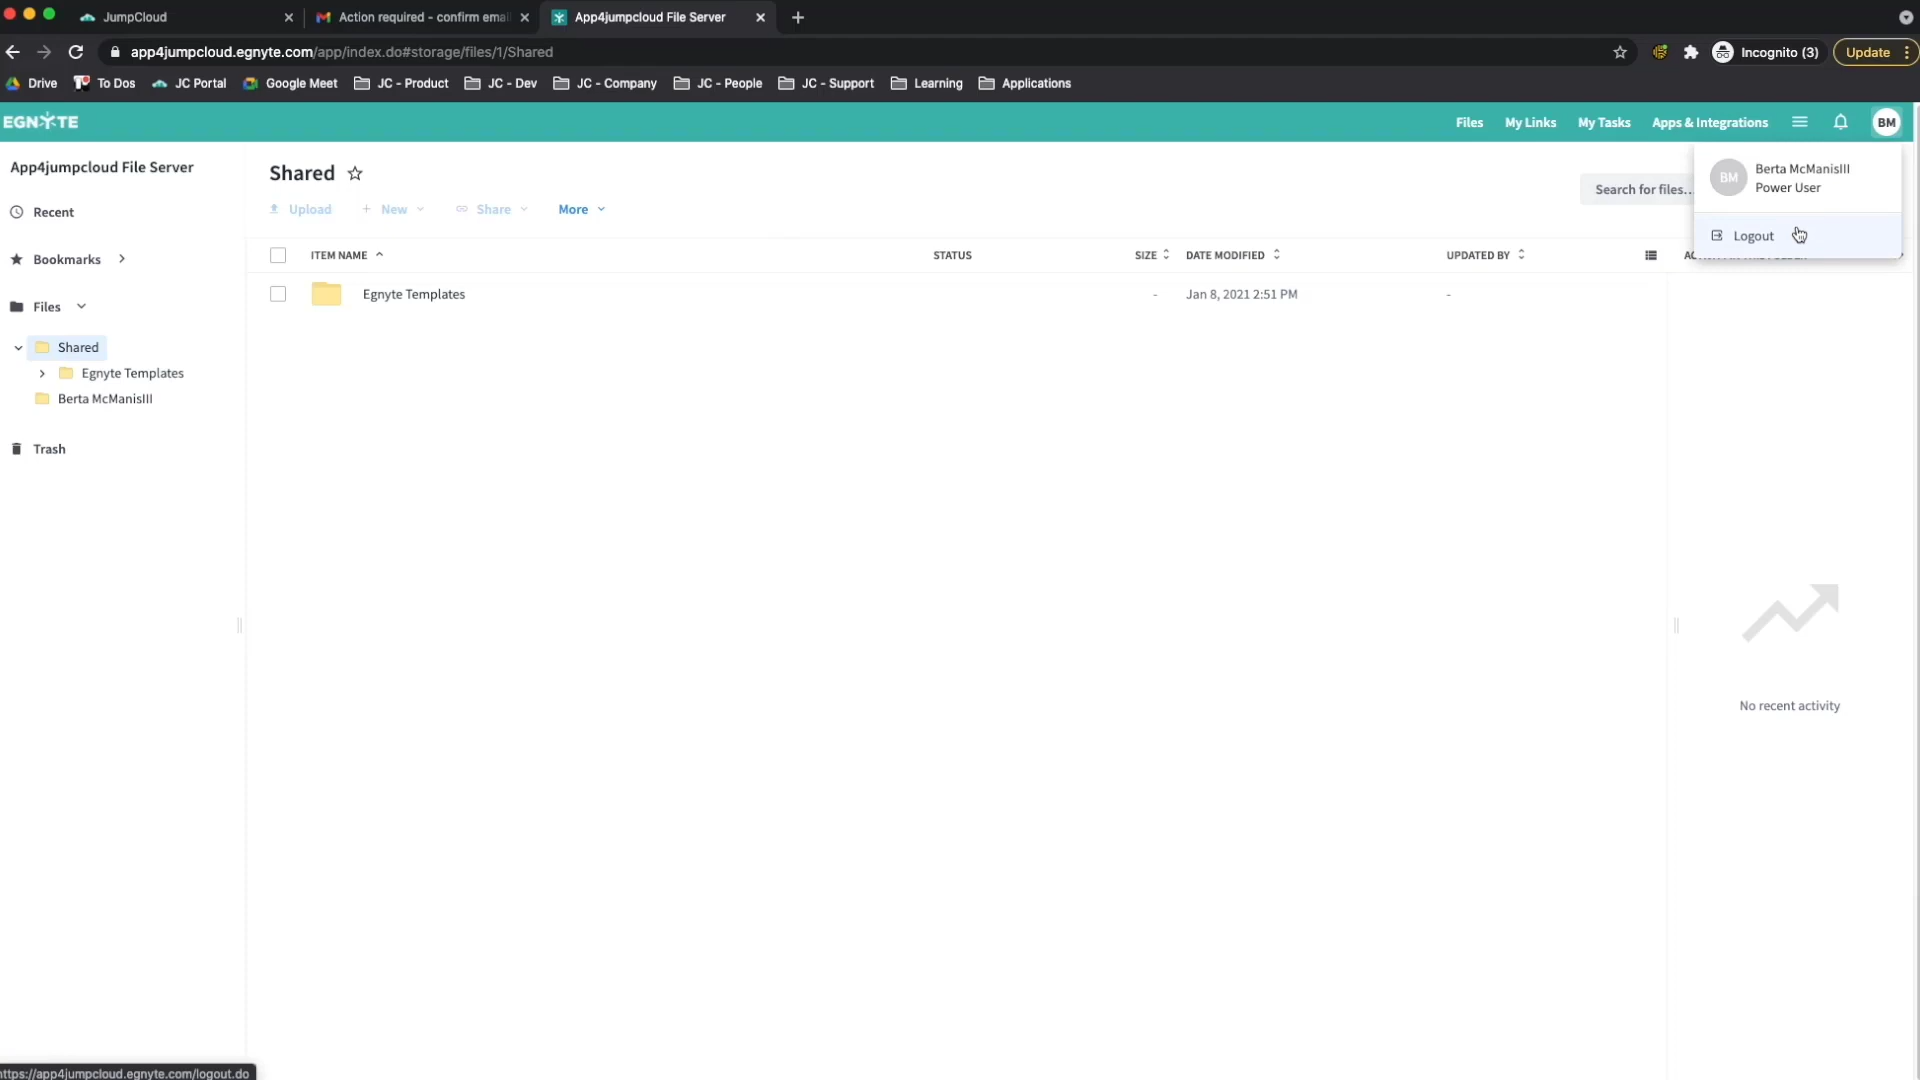 JumpCloud
Action required - confirm email
App4jumpcloud File Server
app4jumpcloud.egnyte.com/app/index.do#storage/files/1/Shared
Incognito (3)
Update
Drive
To Dos
JC Portal
Google Meet
JC - Product
JC - Dev
JC - Company
JC - People
JC - Support
Learning
Applications
EGNYTE
Files
My Links
My Tasks
Apps & Integrations
BM
App4jumpcloud File Server
Recent
Bookmarks
Files
Shared
Egnyte Templates
Berta McManisIII
Trash
Shared
Upload
New
Share
More
Search for files...
BM
Berta McManisIII
Power User
Logout
ITEM NAME
STATUS
SIZE
DATE MODIFIED
UPDATED BY
Egnyte Templates
-
Jan 8, 2021 2:51 PM
-
No recent activity
https://app4jumpcloud.egnyte.com/logout.do